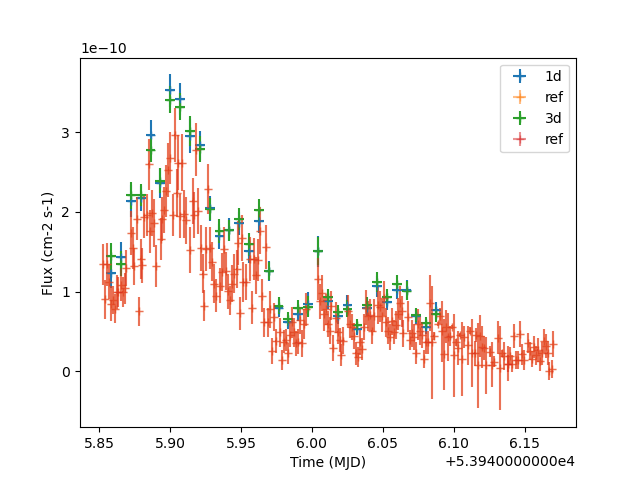 1e−10
1d
ref
3d
ref
3
2
1
0
Flux (cm-2 s-1)
5.85 5.90 5.95 6.00 6.05 6.10 6.15
Time (MJD)
+5.3940000000e4